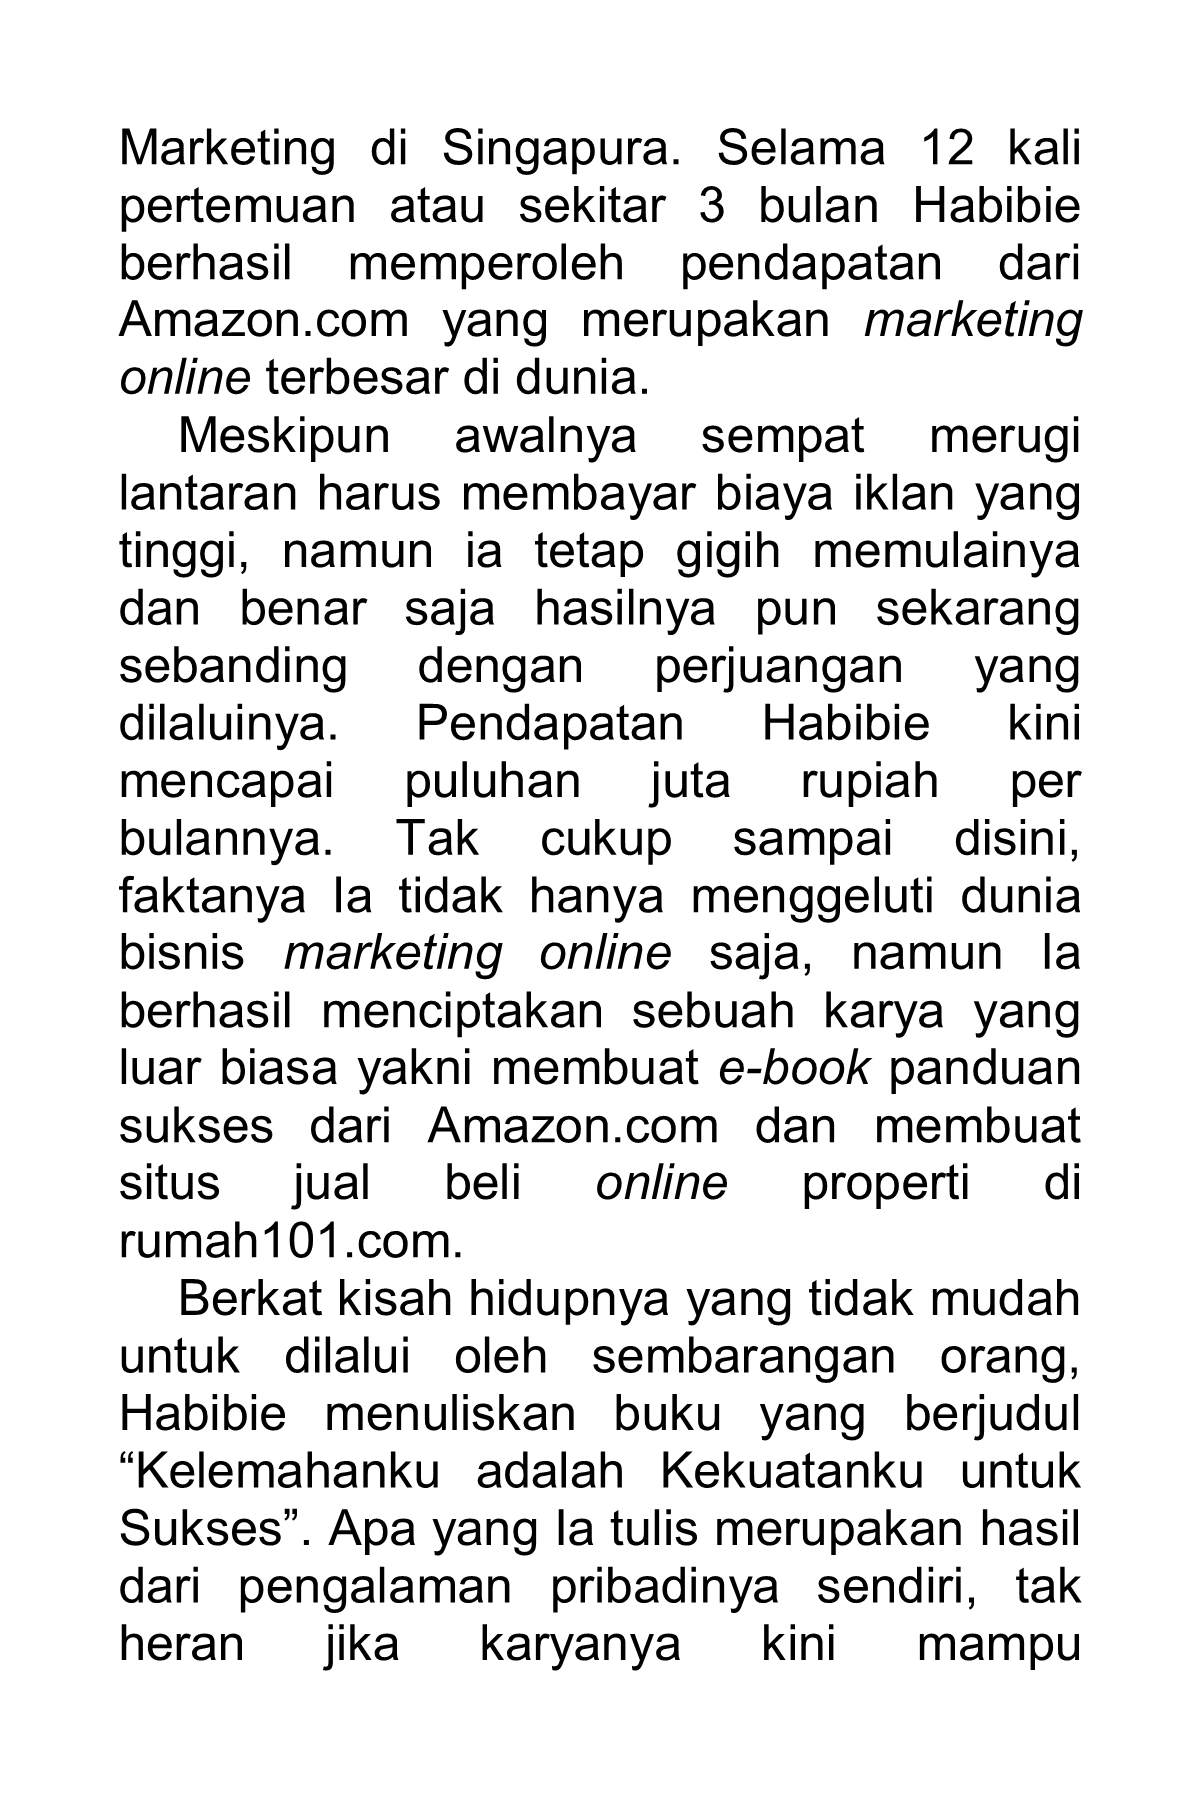 Marketing di Singapura. Selama 12 kali
pertemuan atau sekitar 3 bulan Habibie
berhasil memperoleh pendapatan dari
Amazon.com yang merupakan marketing
online terbesar di dunia.
Meskipun awalnya sempat merugi
lantaran harus membayar biaya iklan yang
tinggi, namun ia tetap gigih memulainya
dan benar saja hasilnya pun sekarang
sebanding dengan perjuangan yang
dilaluinya. Pendapatan Habibie kini
mencapai puluhan juta rupiah per
bulannya. Tak cukup sampai disini,
faktanya Ia tidak hanya menggeluti dunia
bisnis marketing online saja, namun Ia
berhasil menciptakan sebuah karya yang
luar biasa yakni membuat e-book panduan
sukses dari Amazon.com dan membuat
situs jual beli online properti di
rumah101.com.
Berkat kisah hidupnya yang tidak mudah
untuk dilalui oleh sembarangan orang,
Habibie menuliskan buku yang berjudul
“Kelemahanku adalah Kekuatanku untuk
Sukses”. Apa yang Ia tulis merupakan hasil
dari pengalaman pribadinya sendiri, tak
heran jika karyanya kini mampu